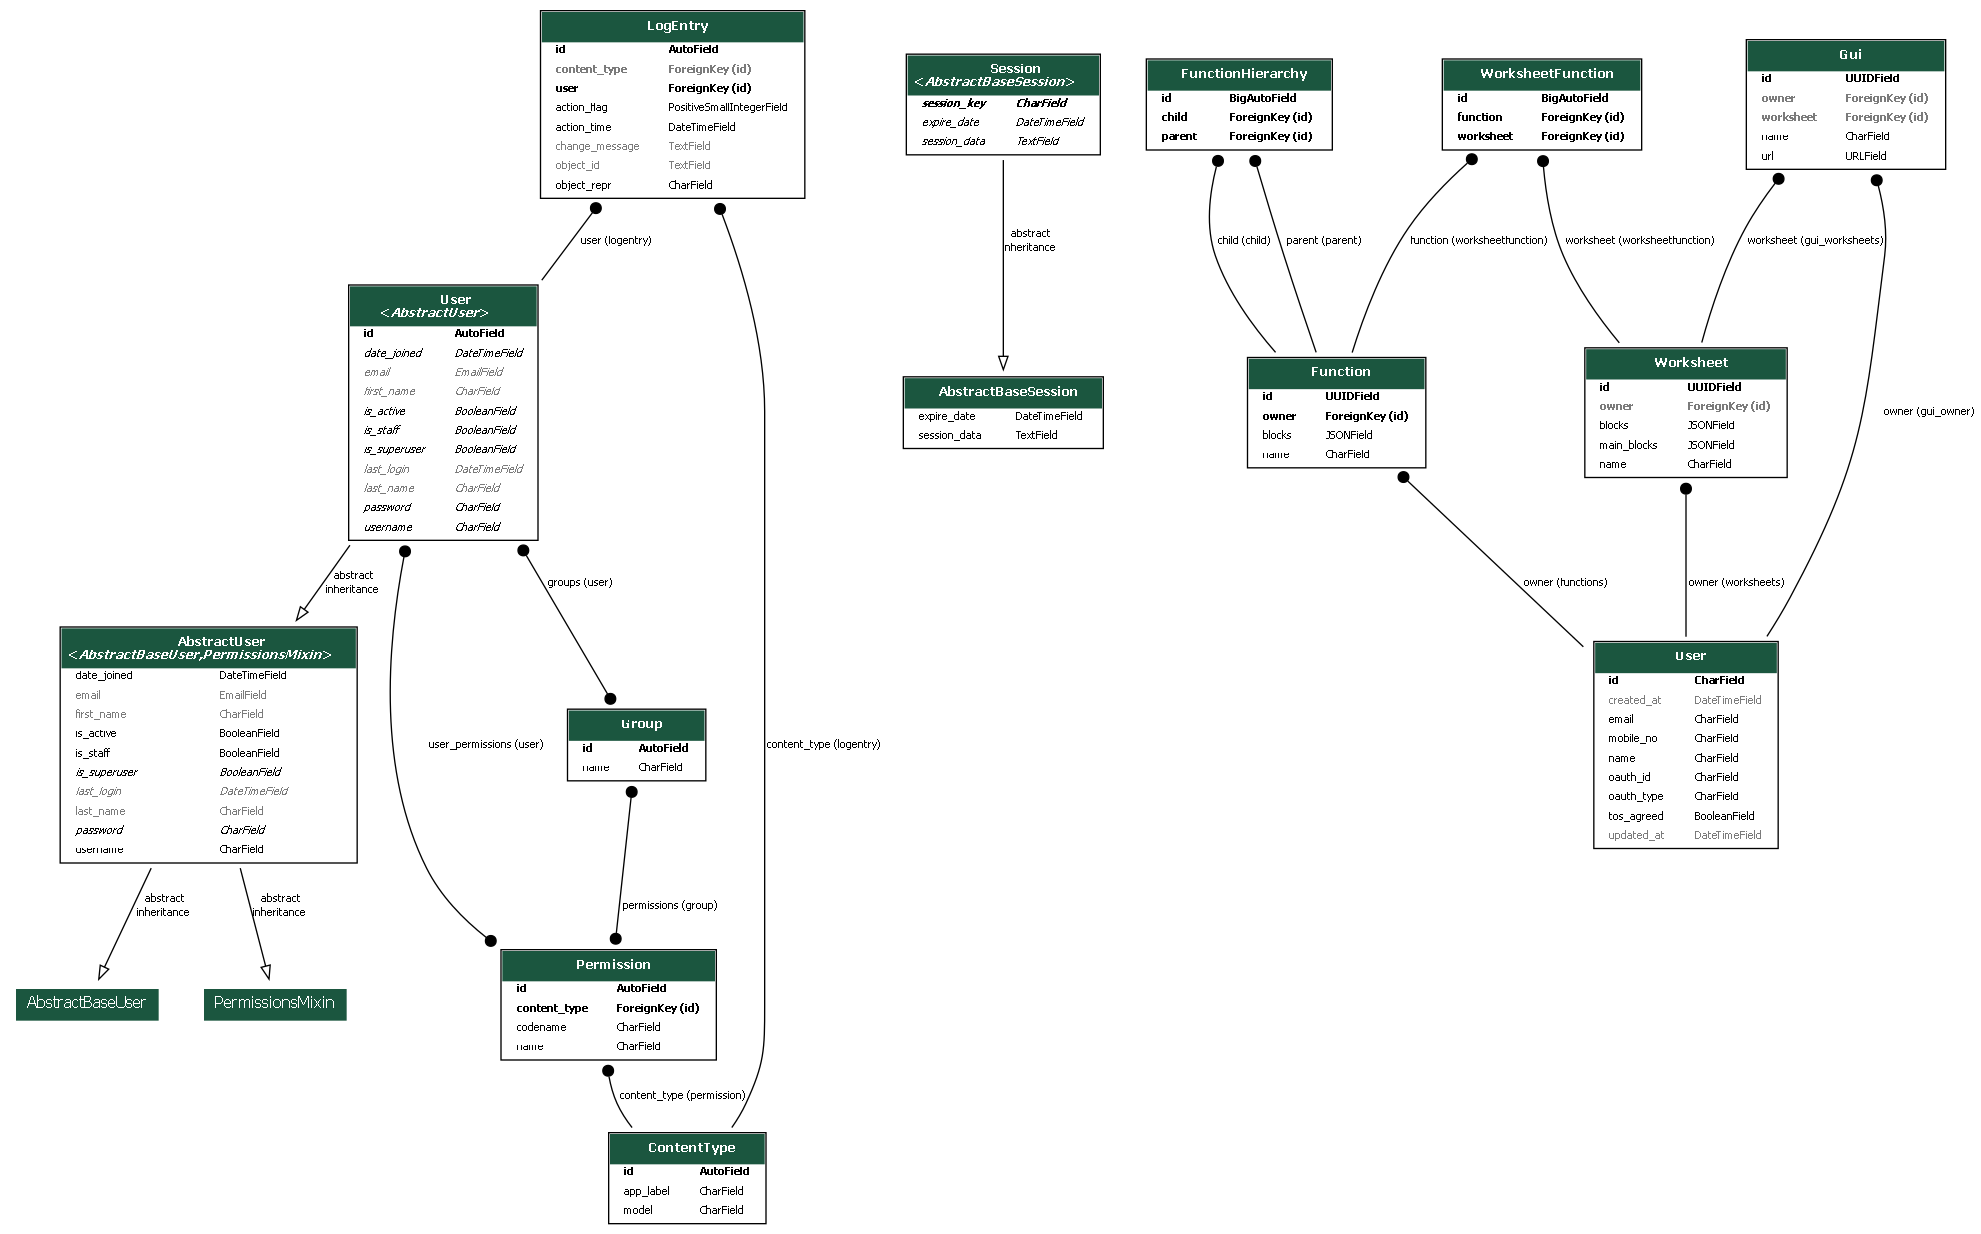 LogEntry
id AutoField
content_type ForeignKey (id)
user ForeignKey (id)
action_flag PositiveSmallIntegerField
action_time DateTimeField
change_message TextField
object_id TextField
object_repr CharField
user (logentry)
User
<AbstractUser>
id AutoField
date_joined DateTimeField
email EmailField
first_name CharField
is_active BooleanField
is_staff BooleanField
is_superuser BooleanField
last_login DateTimeField
last_name CharField
password CharField
username CharField
abstract
inheritance
groups (user)
AbstractUser
<AbstractBaseUser,PermissionsMixin>
date_joined DateTimeField
email EmailField
first_name CharField
is_active BooleanField
is_staff BooleanField
is_superuser BooleanField
last_login DateTimeField
last_name CharField
password CharField
username CharField
user_permissions (user)
Group
id AutoField
name CharField
content_type (logentry)
abstract
inheritance
abstract
inheritance
permissions (group)
AbstractBaseUser
PermissionsMixin
Permission
id AutoField
content_type ForeignKey (id)
codename CharField
name CharField
content_type (permission)
ContentType
id AutoField
app_label CharField
model CharField
Session
<AbstractBaseSession>
session_key CharField
expire_date DateTimeField
session_data TextField
abstract
inheritance
AbstractBaseSession
expire_date DateTimeField
session_data TextField
FunctionHierarchy
id BigAutoField
child ForeignKey (id)
parent ForeignKey (id)
WorksheetFunction
id BigAutoField
function ForeignKey (id)
worksheet ForeignKey (id)
Gui
id UUIDField
owner ForeignKey (id)
worksheet ForeignKey (id)
name CharField
url URLField
child (child)
parent (parent)
function (worksheetfunction)
worksheet (worksheetfunction)
worksheet (gui_worksheets)
Function
id UUIDField
owner ForeignKey (id)
blocks JSONField
name CharField
Worksheet
id UUIDField
owner ForeignKey (id)
blocks JSONField
main_blocks JSONField
name CharField
owner (gui_owner)
owner (functions)
owner (worksheets)
User
id CharField
created_at DateTimeField
email CharField
mobile_no CharField
name CharField
oauth_id CharField
oauth_type CharField
tos_agreed BooleanField
updated_at DateTimeField